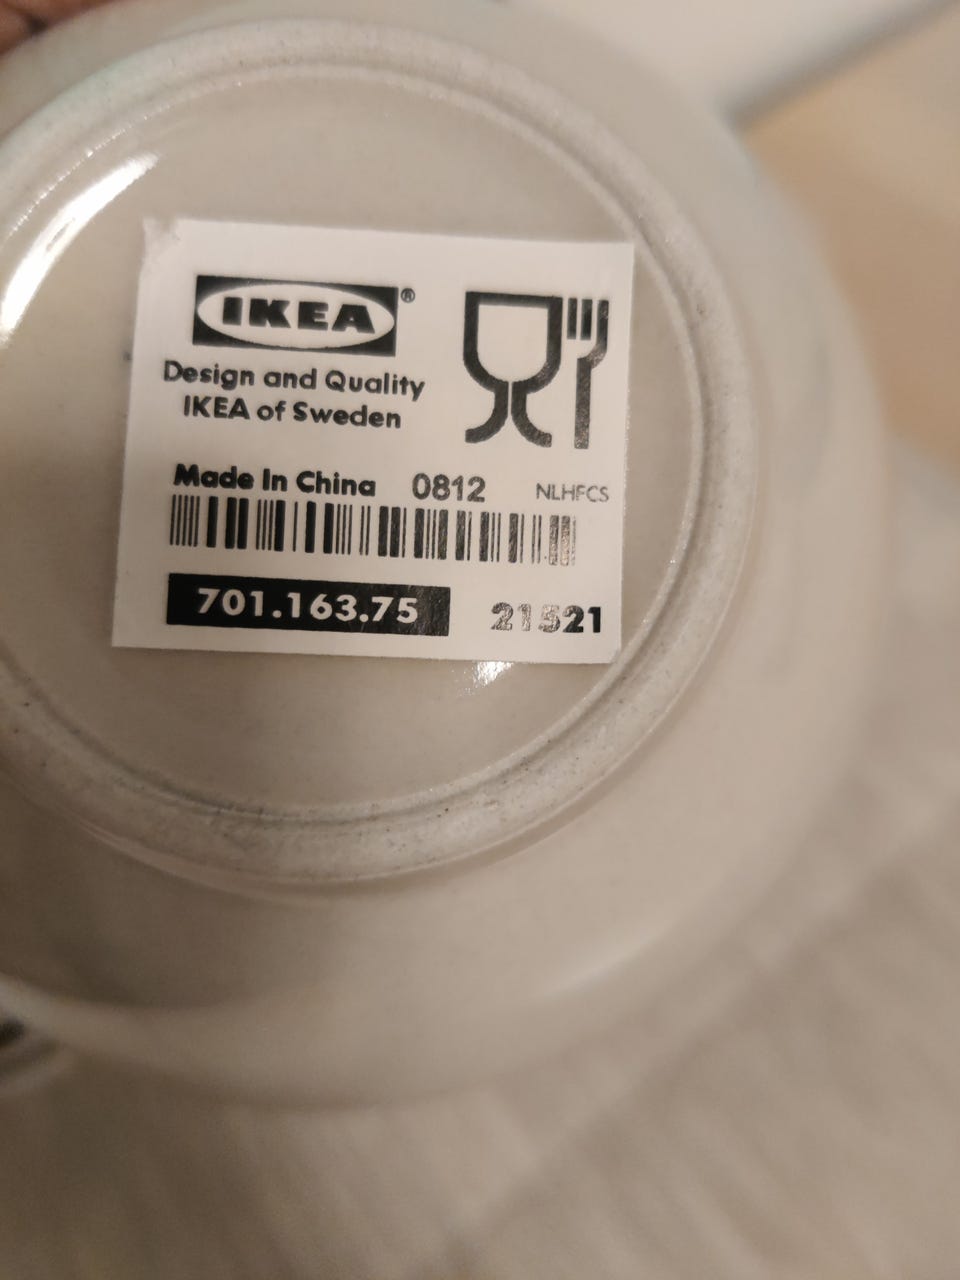 IKEA®
Design and Quality
IKEA of Sweden
Made In China 0812 NLHFCS
701.163.75 21521